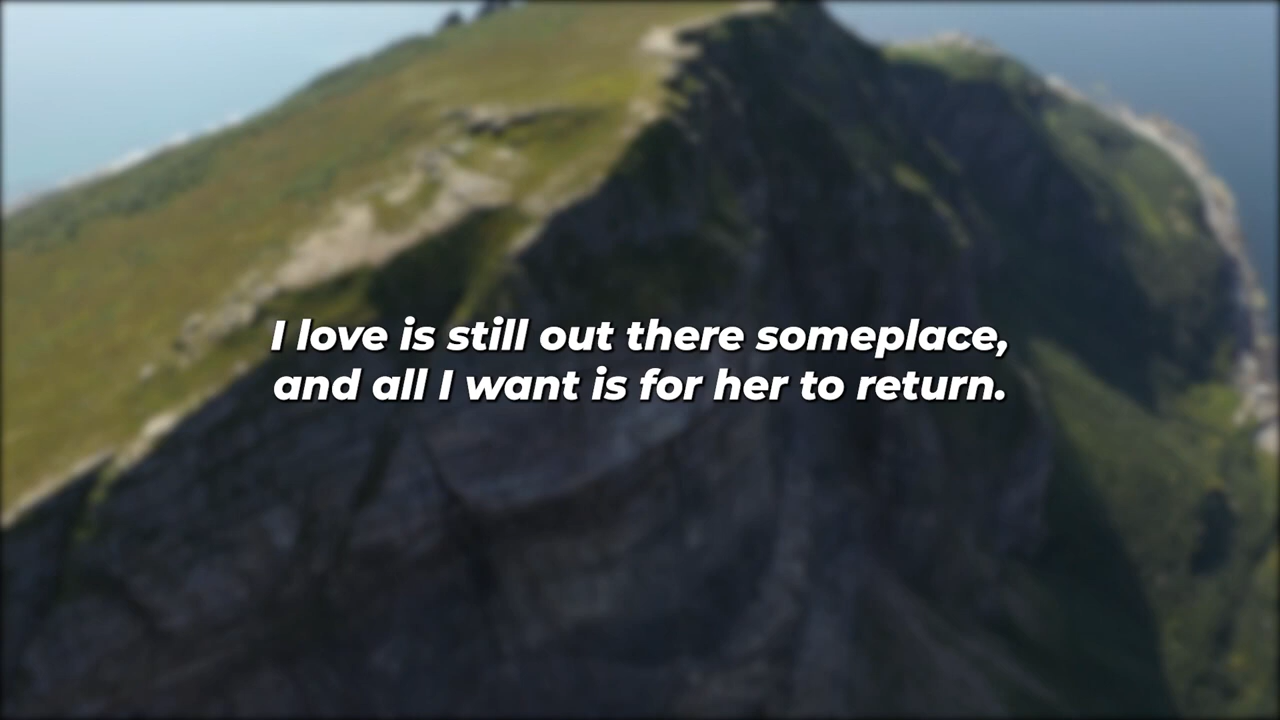 I love is still out there someplace,
and all I want is for her to return.